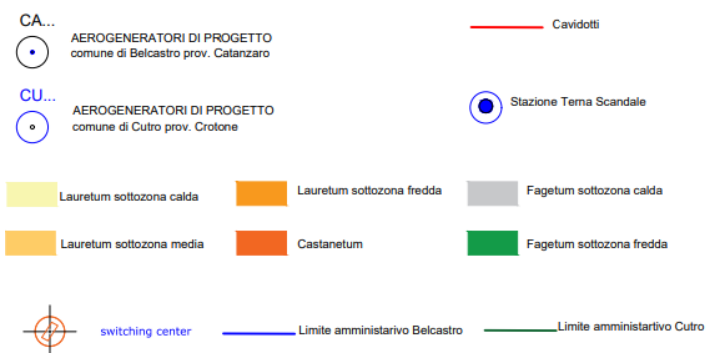 CA...
AEROGENERATORI DI PROGETTO
comune di Belcastro prov. Catanzaro
Cavidotti
CU...
AEROGENERATORI DI PROGETTO
comune di Cutro prov. Crotone
Stazione Terna Scandale
Lauretum sottozona calda
Lauretum sottozona fredda
Fagetum sottozona calda
Lauretum sottozona media
Castanetum
Fagetum sottozona fredda
switching center
Limite amministarivo Belcastro
Limite amministartivo Cutro